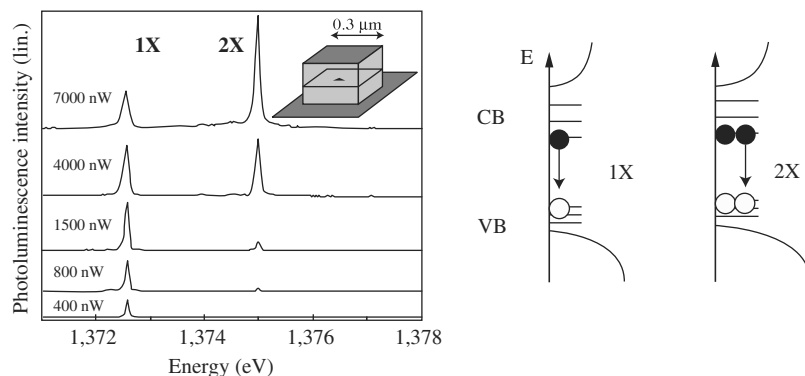 Photoluminescence intensity (lin.)
1X
2X
0.3 μm
7000 nW
4000 nW
1500 nW
800 nW
400 nW
1,372
1,374
1,376
1,378
Energy (eV)
E
CB
VB
1X
2X